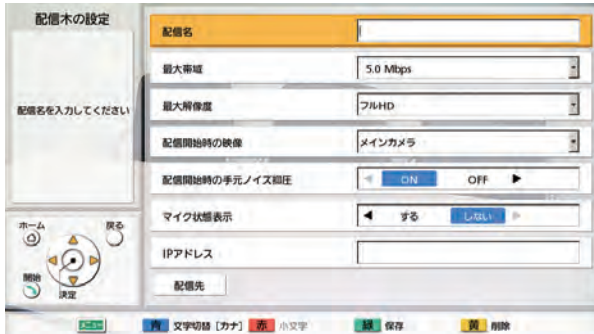 配信木の設定
配信名を入力してください
ホーム
戻る
開始
決定
配信名
最大帯域 5.0 Mbps
最大解像度 フルHD
配信開始時の映像 メインカメラ
配信開始時の手元ノイズ抑圧 ON OFF
マイク状態表示 する しない
IPアドレス
配信先
メニュー 青 文字切替 [カナ] 赤 小文字 緑 保存 黄 削除